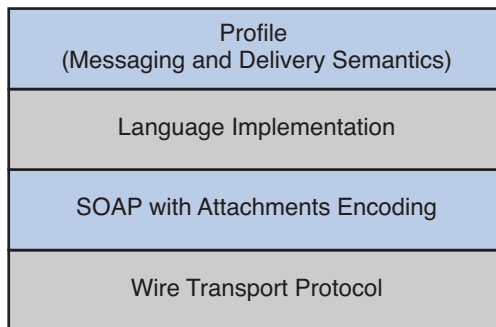 Profile
(Messaging and Delivery Semantics)
Language Implementation
SOAP with Attachments Encoding
Wire Transport Protocol